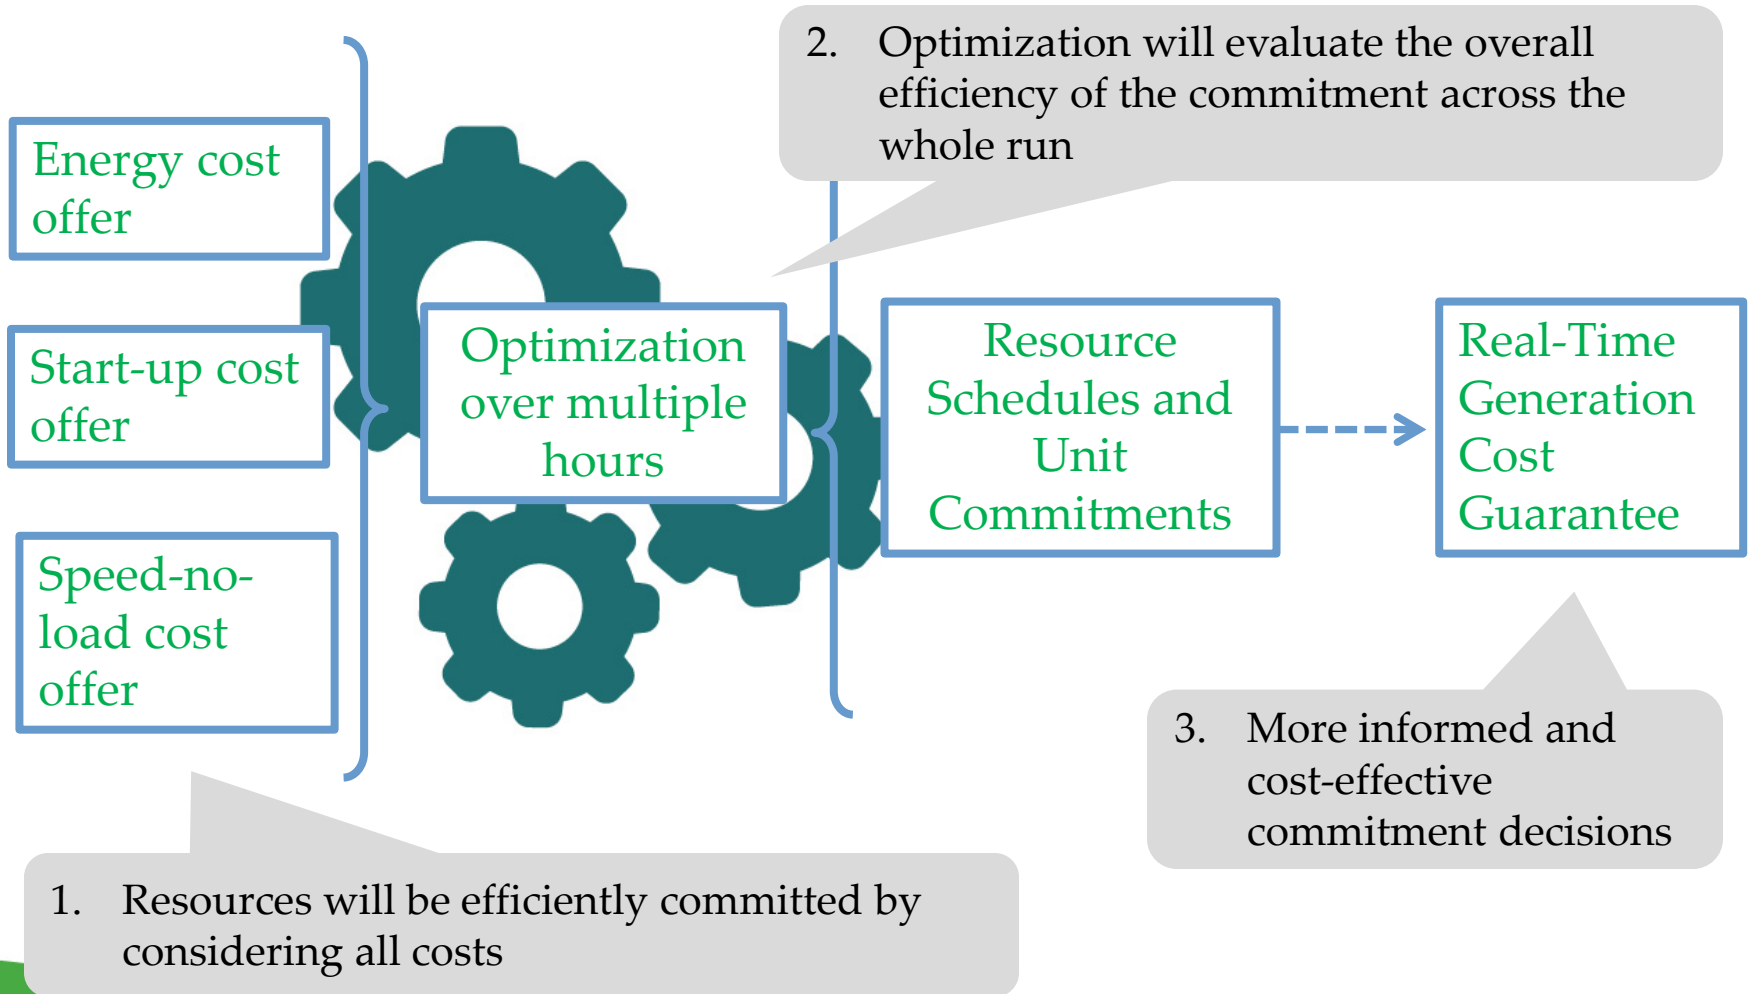 2. Optimization will evaluate the overall
efficiency of the commitment across the
whole run
Energy cost
offer
Start-up cost
offer
Speed-no-
load cost
offer
Optimization
over multiple
hours
Resource
Schedules and
Unit
Commitments
Real-Time
Generation
Cost
Guarantee
3. More informed and
cost-effective
commitment decisions
1. Resources will be efficiently committed by
considering all costs